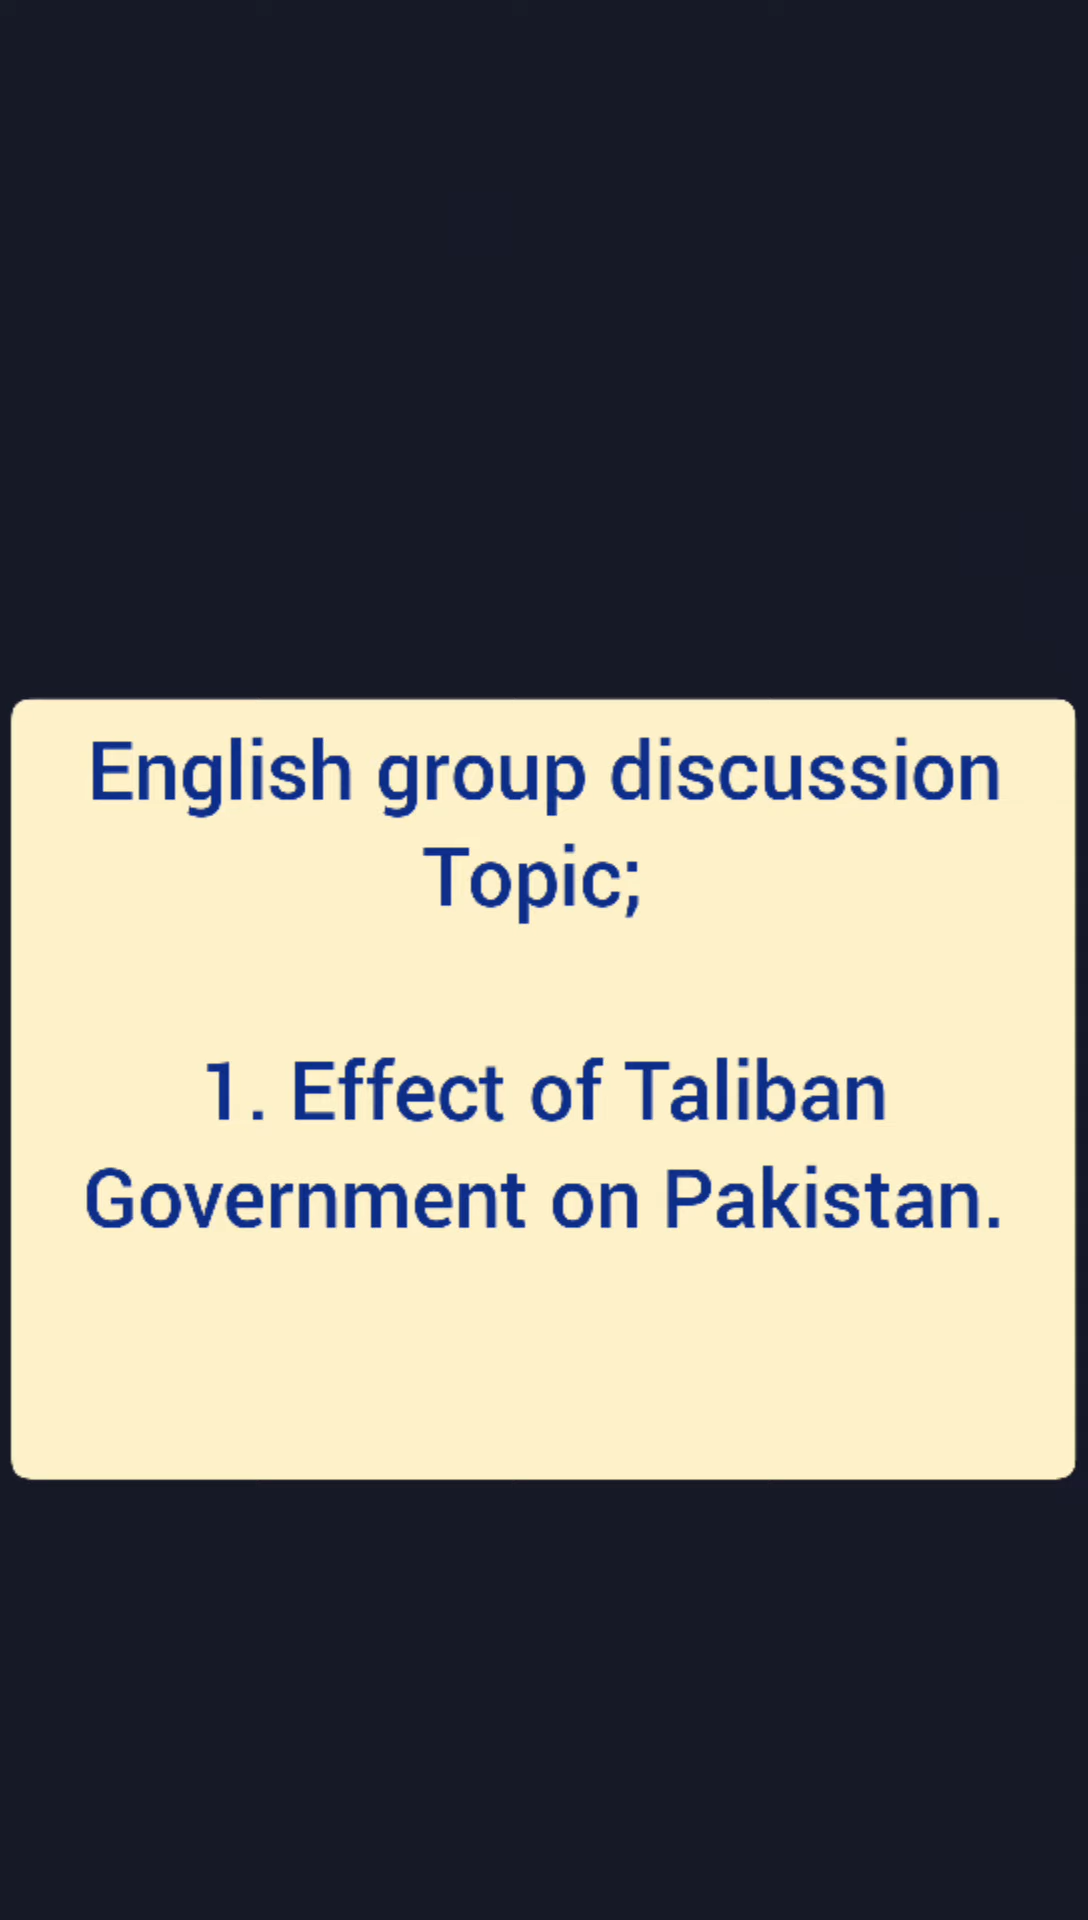 English group discussion
Topic;
1. Effect of Taliban
Government on Pakistan.